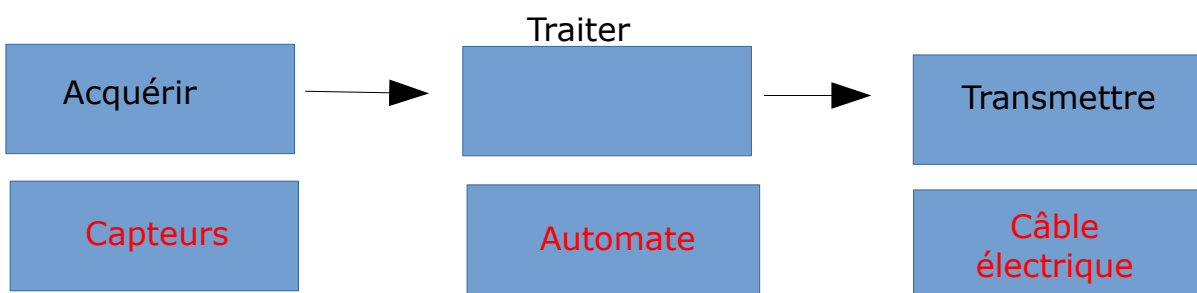 Traiter
Acquérir
Transmettre
Capteurs
Automate
Câble
électrique